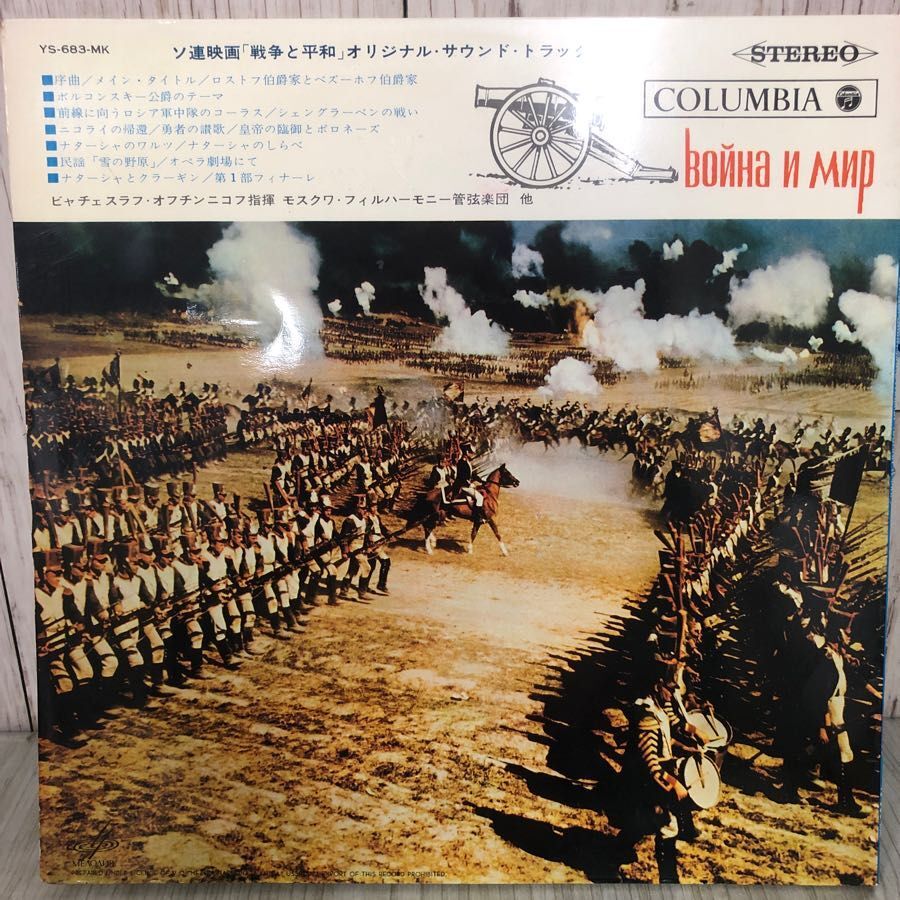 YS-683-MK
ソ連映画「戦争と平和」オリジナル・サウンド・トラック
STEREO
■序曲／メイン・タイトル／ロストフ伯爵家とベズーホフ伯爵家
■ボルコンスキー公爵のテーマ
■前線に向うロシア軍中隊のコーラス／シェングラーベンの戦い
■ニコライの帰還／勇者の讃歌／皇帝の臨御とポロネーズ
■ナターシャのワルツ／ナターシャのしらべ
■民謡「雪の野原」／オペラ劇場にて
■ナターシャとクラーギン／第1部フィナーレ
COLUMBIA
война и мир
ビャチェスラフ・オフチンニコフ指揮 モスクワ・フィルハーモニー管弦楽団 他
МЕЛОДИЯ
PREPARED UNDER LICENCE OF USSR EXPORT OF THIS RECORD PROHIBITED